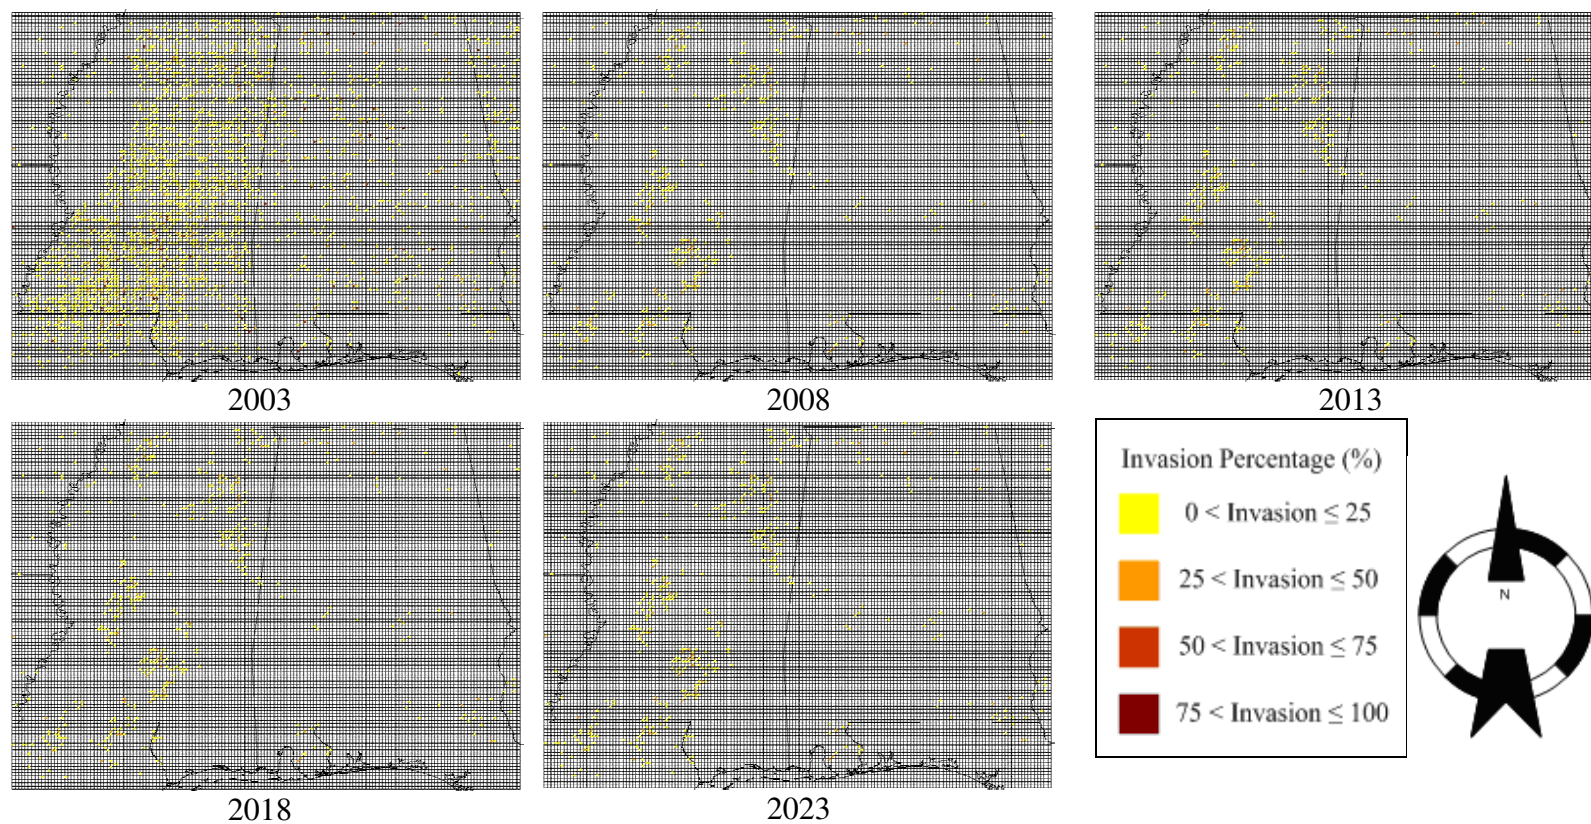 2003
2008
2013
2018
2023
Invasion Percentage (%)
0 < Invasion ≤ 25
25 < Invasion ≤ 50
50 < Invasion ≤ 75
75 < Invasion ≤ 100
N